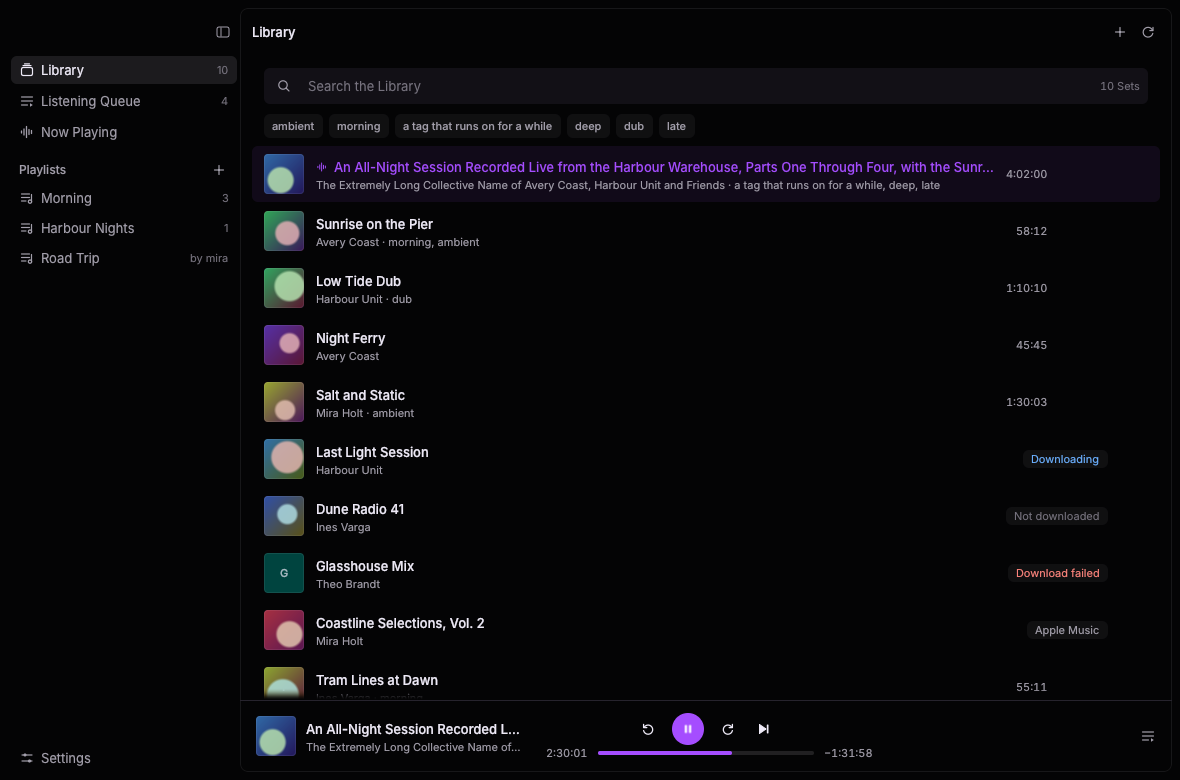 Library
Library 10
Listening Queue 4
Now Playing
Playlists
Morning 3
Harbour Nights 1
Road Trip by mira
Settings
Search the Library 10 Sets
ambient morning a tag that runs on for a while deep dub late
An All-Night Session Recorded Live from the Harbour Warehouse, Parts One Through Four, with the Sunr... 4:02:00
The Extremely Long Collective Name of Avery Coast, Harbour Unit and Friends · a tag that runs on for a while, deep, late
Sunrise on the Pier 58:12
Avery Coast · morning, ambient
Low Tide Dub 1:10:10
Harbour Unit · dub
Night Ferry 45:45
Avery Coast
Salt and Static 1:30:03
Mira Holt · ambient
Last Light Session Downloading
Harbour Unit
Dune Radio 41 Not downloaded
Ines Varga
G
Glasshouse Mix Download failed
Theo Brandt
Coastline Selections, Vol. 2 Apple Music
Mira Holt
Tram Lines at Dawn 55:11
Ines Varga · morning
An All-Night Session Recorded L...
The Extremely Long Collective Name of...
2:30:01 −1:31:58